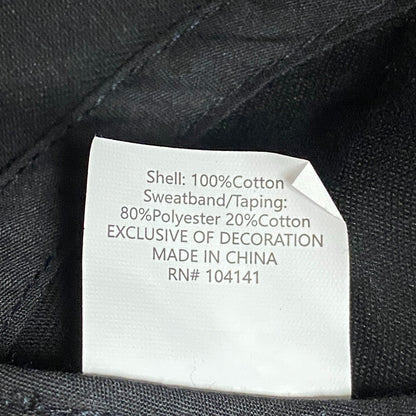 Shell: 100%Cotton
Sweatband/Taping:
80%Polyester 20%Cotton
EXCLUSIVE OF DECORATION
MADE IN CHINA
RN# 104141